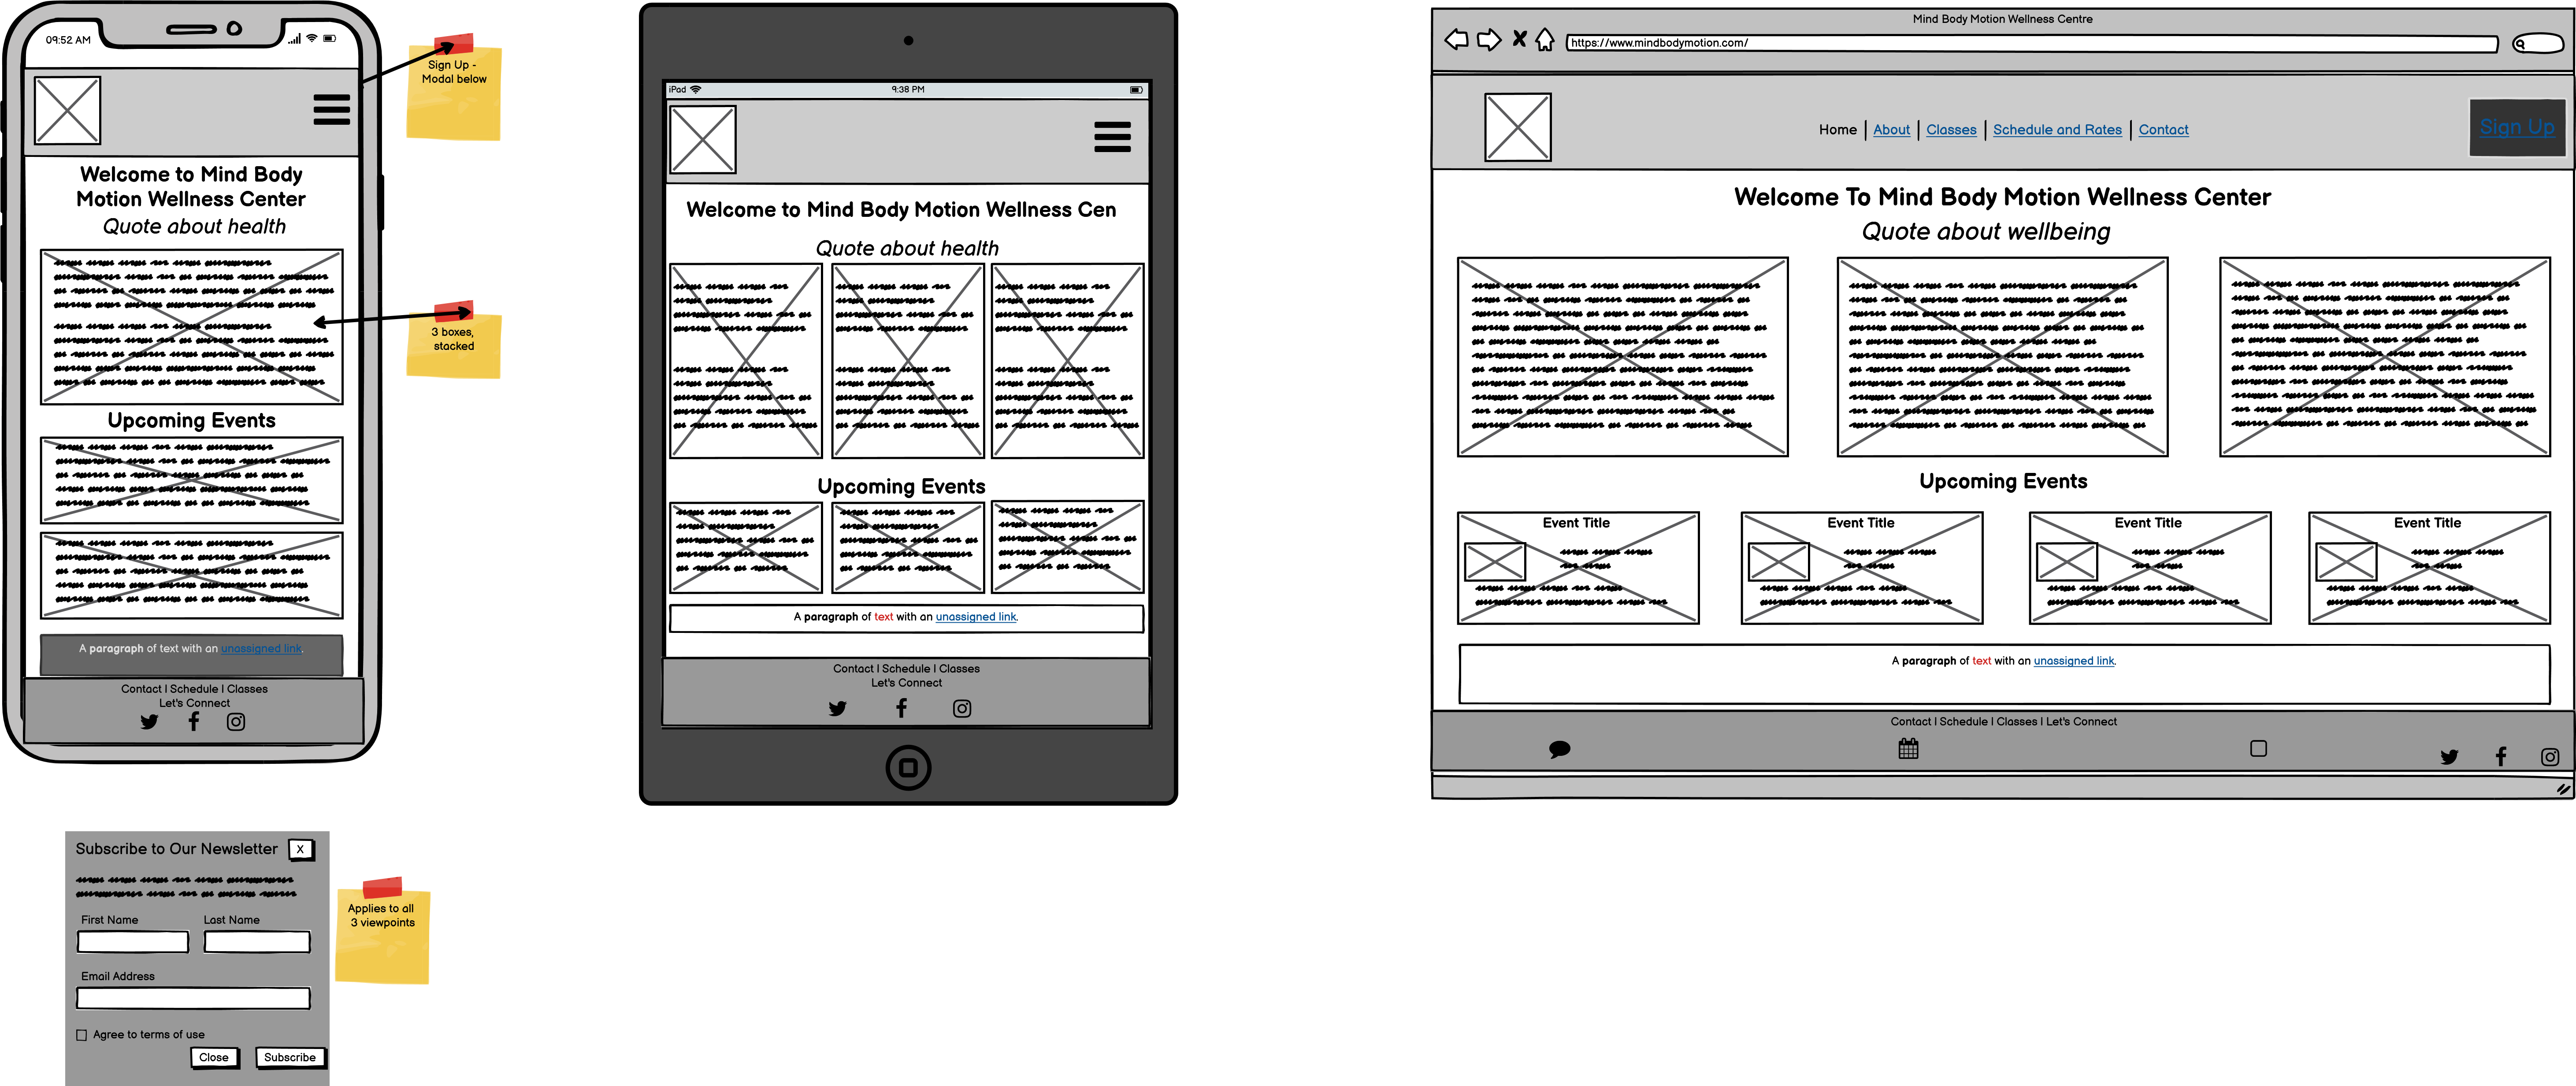 09:52 AM
Welcome to Mind Body
Motion Wellness Center
Quote about health
Upcoming Events
A paragraph of text with an unassigned link.
Contact | Schedule | Classes
Let's Connect
Sign Up -
Modal below
3 boxes,
stacked
iPad
9:38 PM
Welcome to Mind Body Motion Wellness Cen
Quote about health
Upcoming Events
A paragraph of text with an unassigned link.
Contact | Schedule | Classes
Let's Connect
Mind Body Motion Wellness Centre
https://www.mindbodymotion.com/
Home | About | Classes | Schedule and Rates | Contact
Sign Up
Welcome To Mind Body Motion Wellness Center
Quote about wellbeing
Upcoming Events
Event Title
Event Title
Event Title
Event Title
A paragraph of text with an unassigned link.
Contact | Schedule | Classes | Let's Connect
Subscribe to Our Newsletter
X
First Name
Last Name
Email Address
Agree to terms of use
Close
Subscribe
Applies to all
3 viewpoints